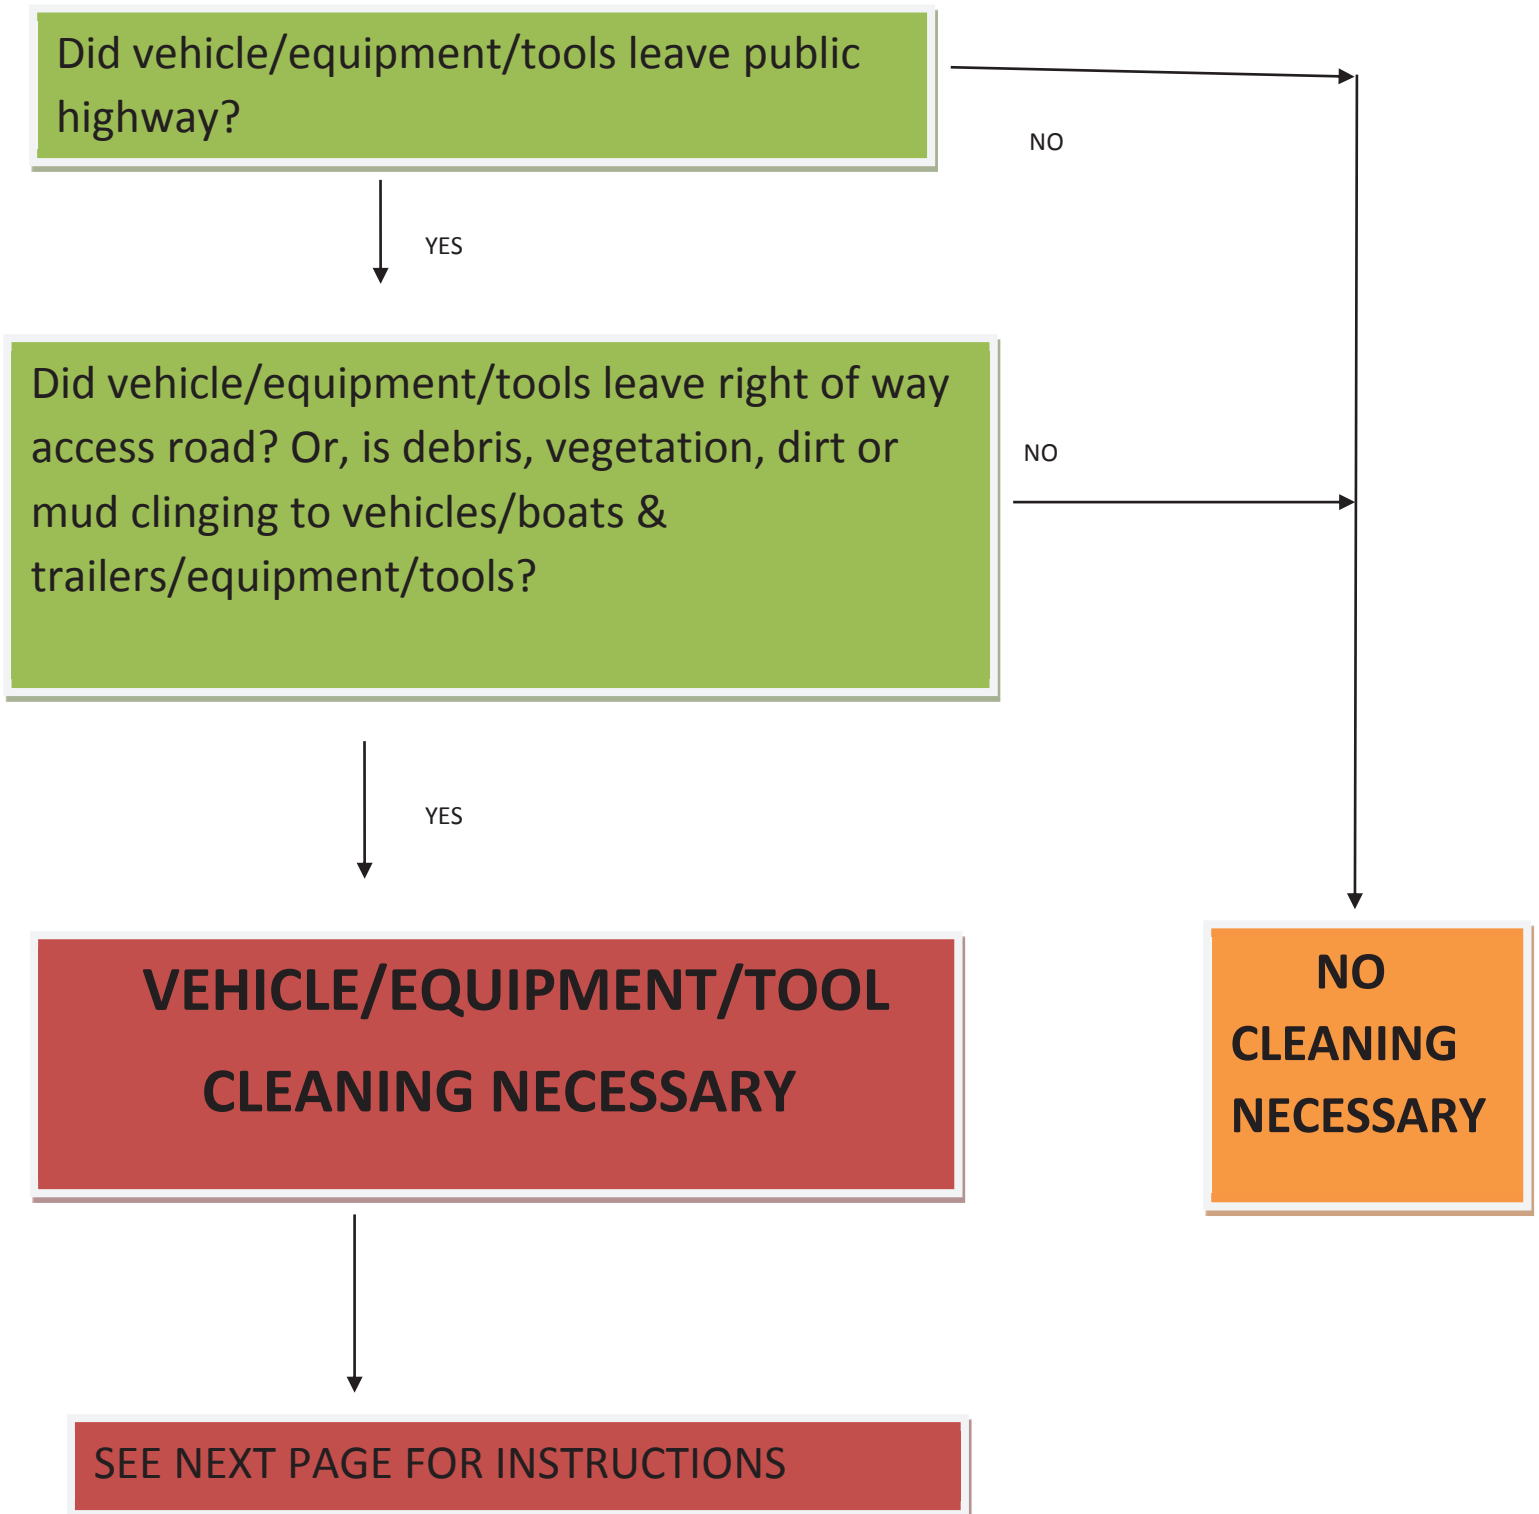 Did vehicle/equipment/tools leave public
highway?
NO
YES
Did vehicle/equipment/tools leave right of way
access road? Or, is debris, vegetation, dirt or
mud clinging to vehicles/boats &
trailers/equipment/tools?
NO
YES
VEHICLE/EQUIPMENT/TOOL
CLEANING NECESSARY
NO
CLEANING
NECESSARY
SEE NEXT PAGE FOR INSTRUCTIONS